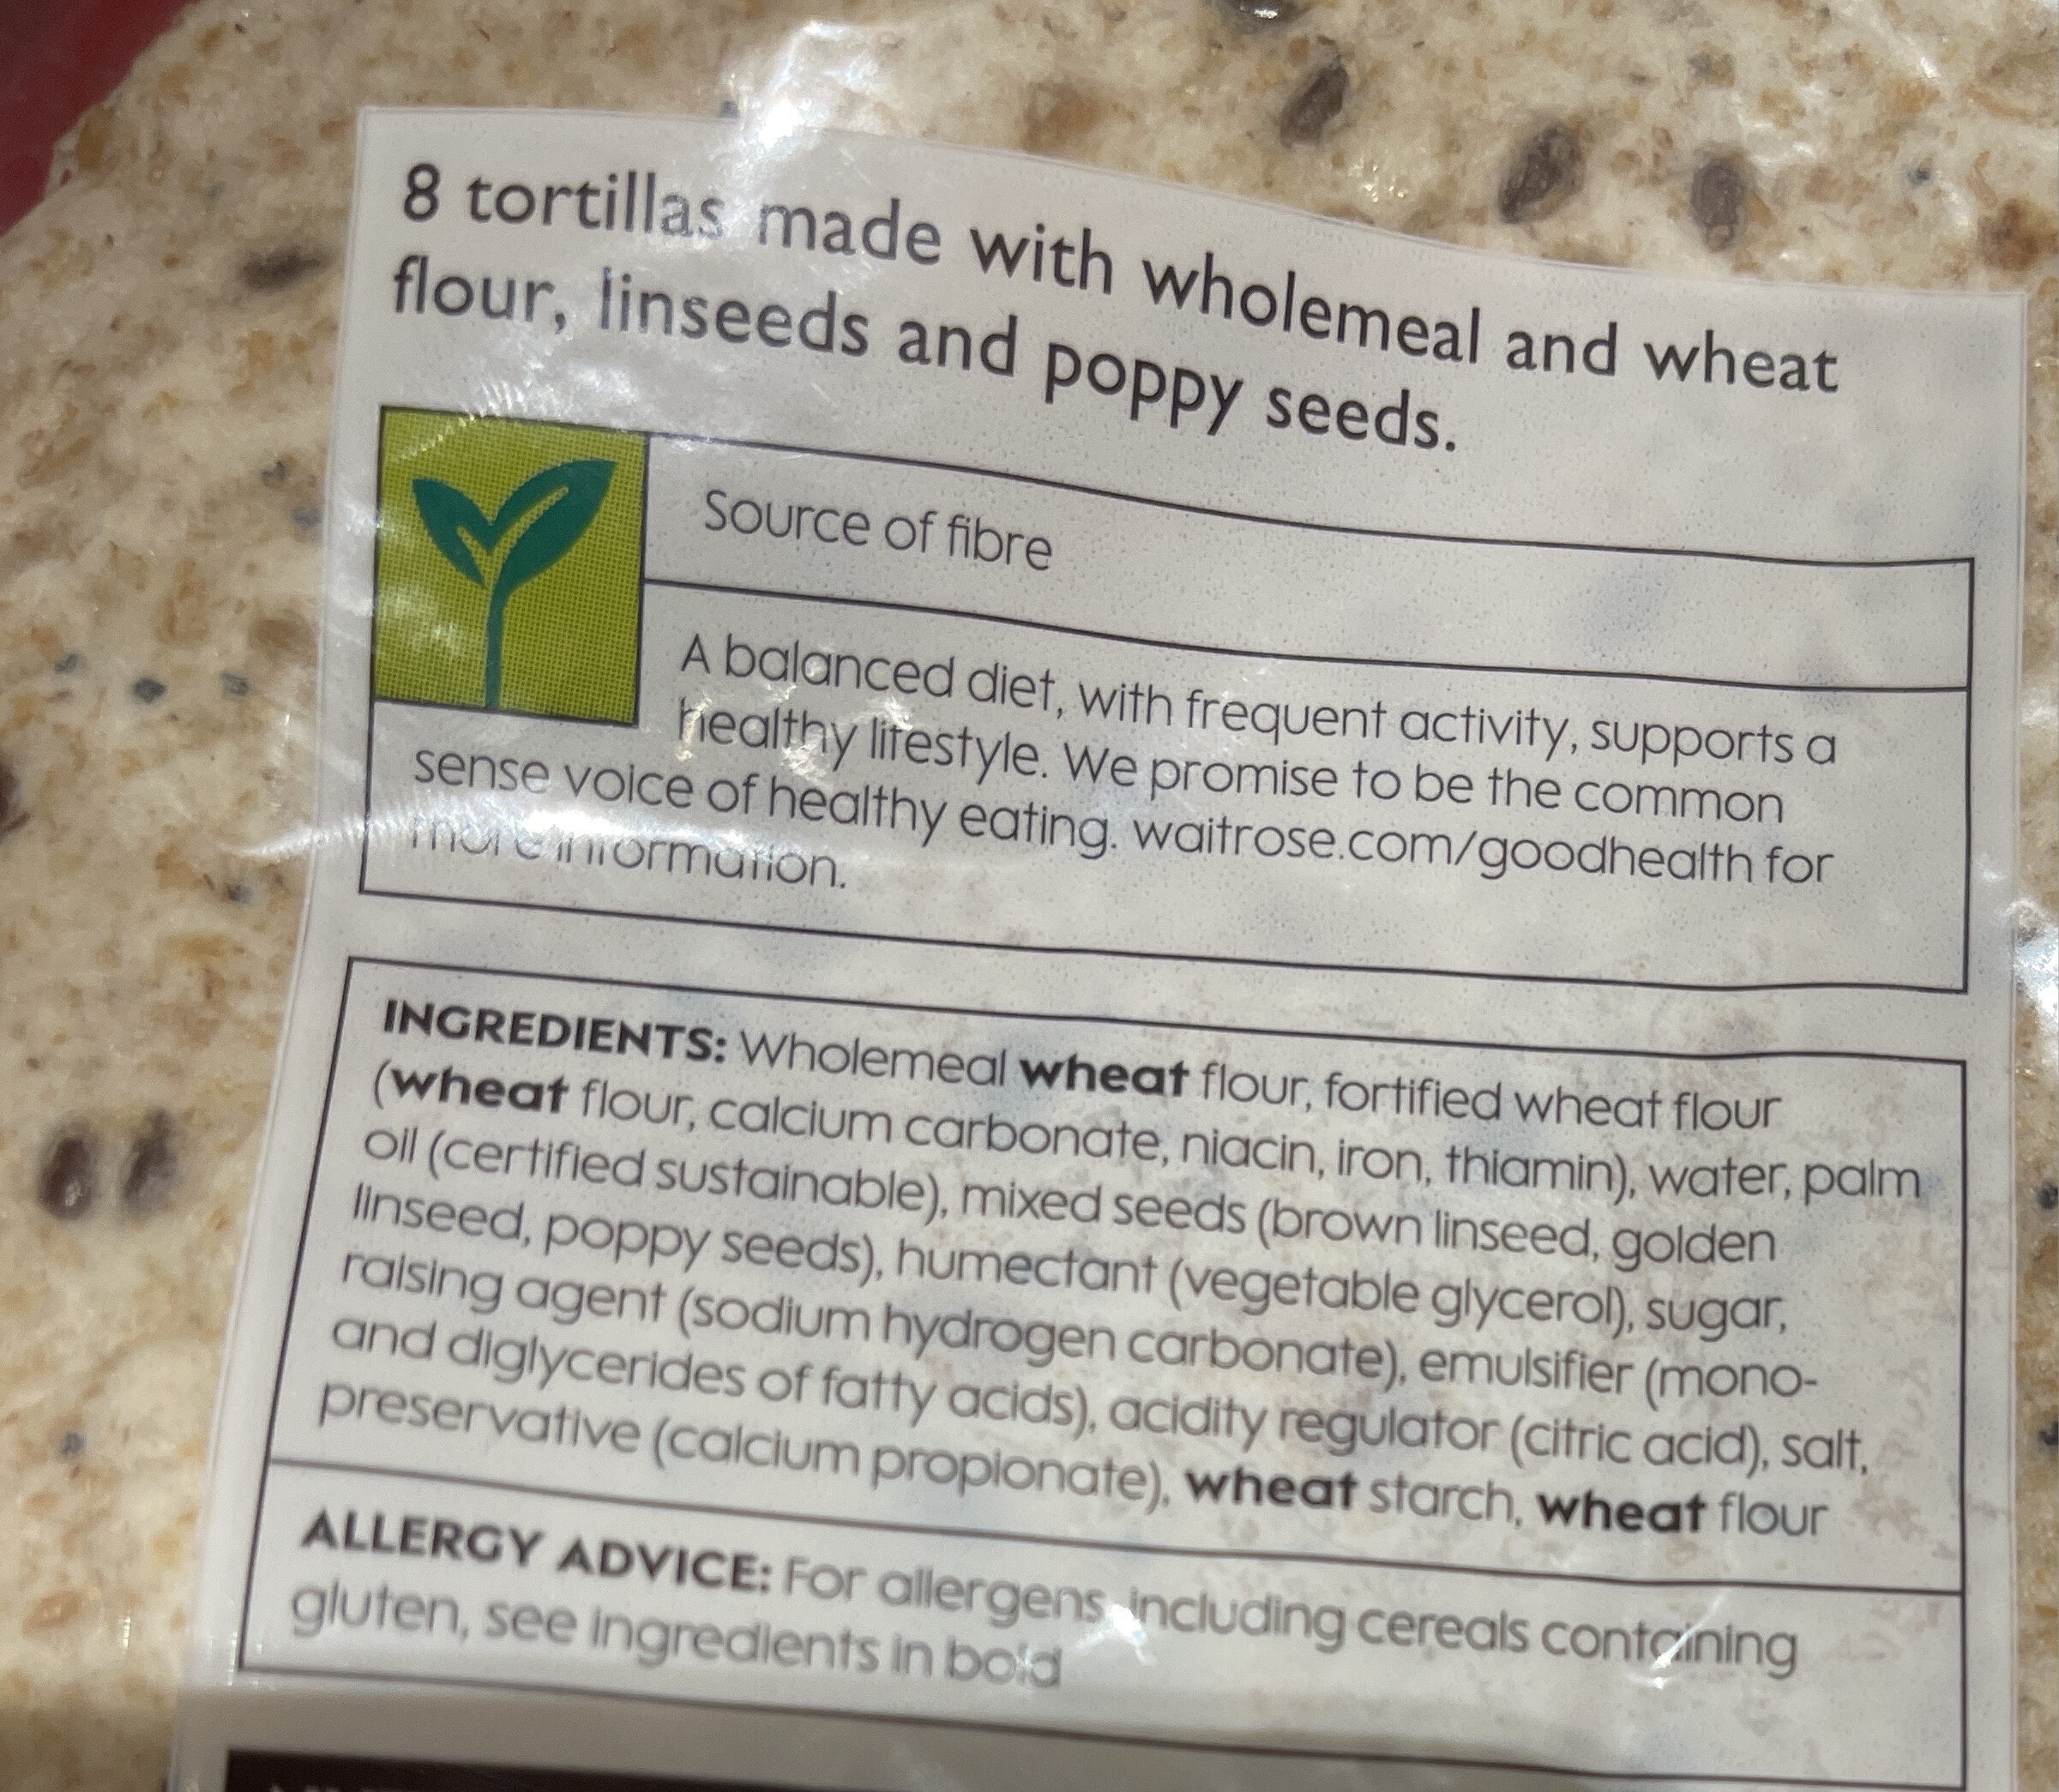 8 tortillas made with wholemeal and wheat
flour, linseeds and poppy seeds.
Source of fibre
A balanced diet, with frequent activity, supports a
healthy lifestyle. We promise to be the common
sense voice of healthy eating. waitrose.com/goodhealth for
more information.
INGREDIENTS: Wholemeal wheat flour, fortified wheat flour
(wheat flour, calcium carbonate, niacin, iron, thiamin), water, palm
oil (certified sustainable), mixed seeds (brown linseed, golden
linseed, poppy seeds), humectant (vegetable glycerol), sugar,
raising agent (sodium hydrogen carbonate), emulsifier (mono-
and diglycerides of fatty acids), acidity regulator (citric acid), salt,
preservative (calcium propionate), wheat starch, wheat flour
ALLERGY ADVICE: For allergens, including cereals containing
gluten, see ingredients in bold